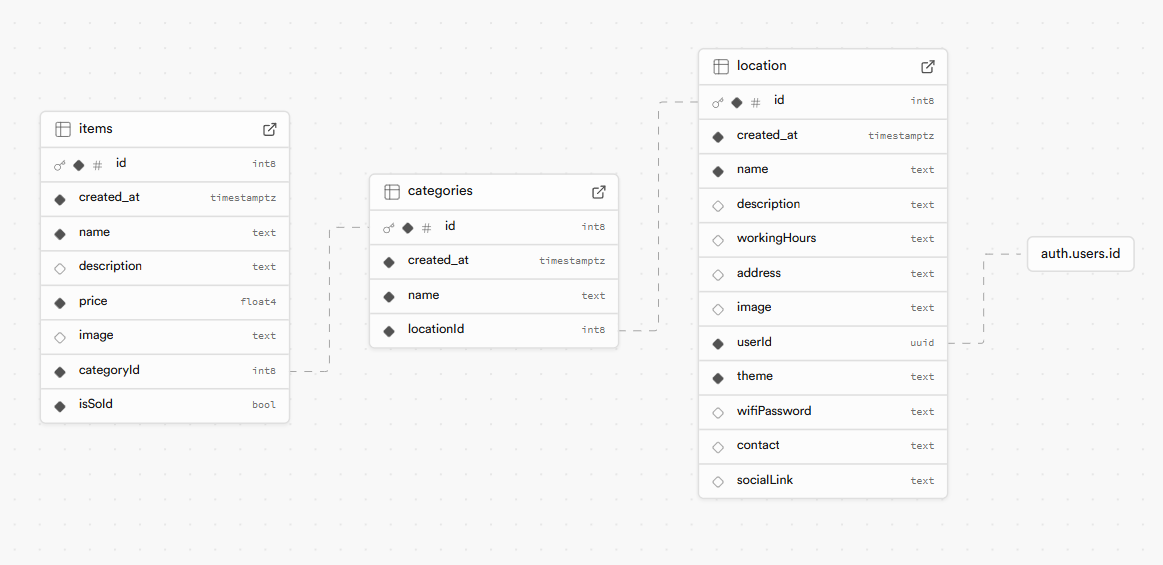 items
id int8
created_at timestamptz
name text
description text
price float4
image text
categoryId int8
isSold bool
categories
id int8
created_at timestamptz
name text
locationId int8
location
id int8
created_at timestamptz
name text
description text
workingHours text
address text
image text
userId uuid
theme text
wifiPassword text
contact text
socialLink text
auth.users.id